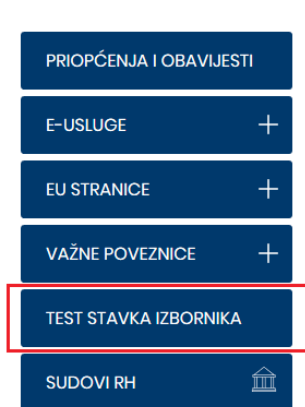 PRIOPĆENJA I OBAVIJESTI
E-USLUGE
EU STRANICE
VAŽNE POVEZNICE
TEST STAVKA IZBORNIKA
SUDOVI RH